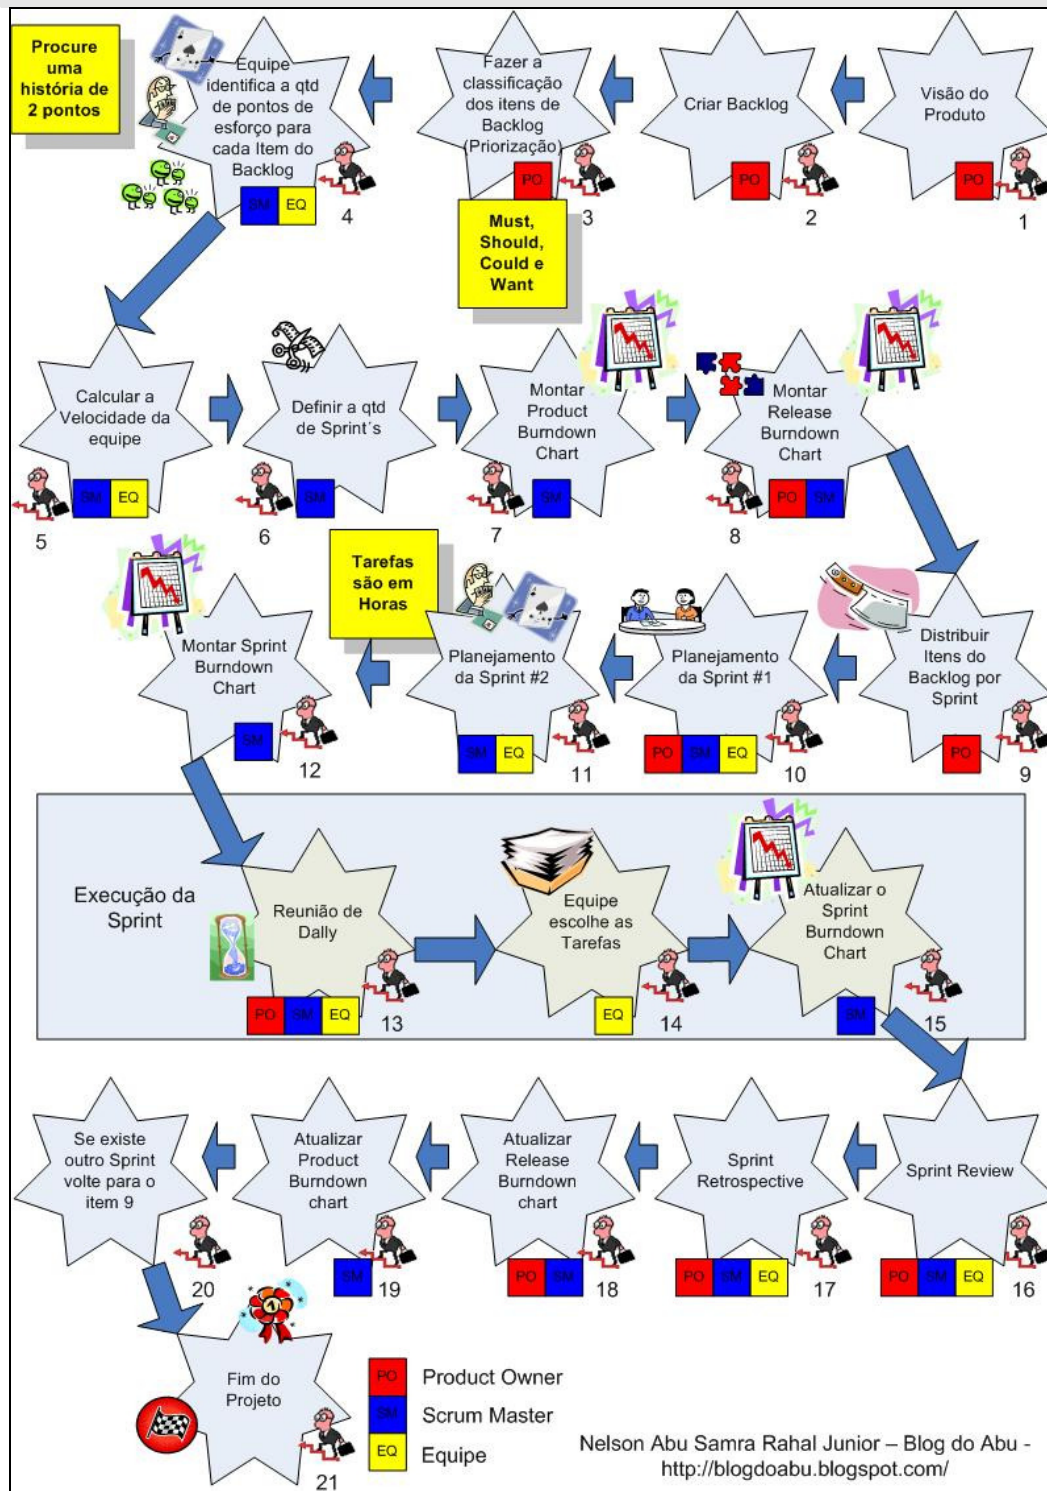 Procure
uma
história de
2 pontos
Equipe
identifica a qtd
de pontos de
esforço para
cada Item do
Backlog
SM
EQ
4
Fazer a
classificação
dos itens de
Backlog
(Priorização)
PO
3
Must,
Should,
Could e
Want
Criar Backlog
PO
2
Visão do
Produto
PO
1
Calcular a
Velocidade da
equipe
SM
EQ
5
Definir a qtd
de Sprint´s
SM
6
Montar
Product
Burndown
Chart
SM
7
Montar
Release
Burndown
Chart
PO
SM
8
Montar Sprint
Burndown
Chart
SM
12
Tarefas
são em
Horas
Planejamento
da Sprint #2
SM
EQ
11
Planejamento
da Sprint #1
PO
SM
EQ
10
Distribuir
Itens do
Backlog por
Sprint
PO
9
Execução da
Sprint
Reunião de
Dally
PO
SM
EQ
13
Equipe
escolhe as
Tarefas
EQ
14
Atualizar o
Sprint
Burndown
Chart
SM
15
Se existe
outro Sprint
volte para o
item 9
20
Atualizar
Product
Burndown
chart
SM
19
Atualizar
Release
Burndown
chart
PO
SM
18
Sprint
Retrospective
PO
SM
EQ
17
Sprint Review
PO
SM
EQ
16
1
Fim do
Projeto
21
PO
Product Owner
SM
Scrum Master
EQ
Equipe
Nelson Abu Samra Rahal Junior – Blog do Abu -
http://blogdoabu.blogspot.com/